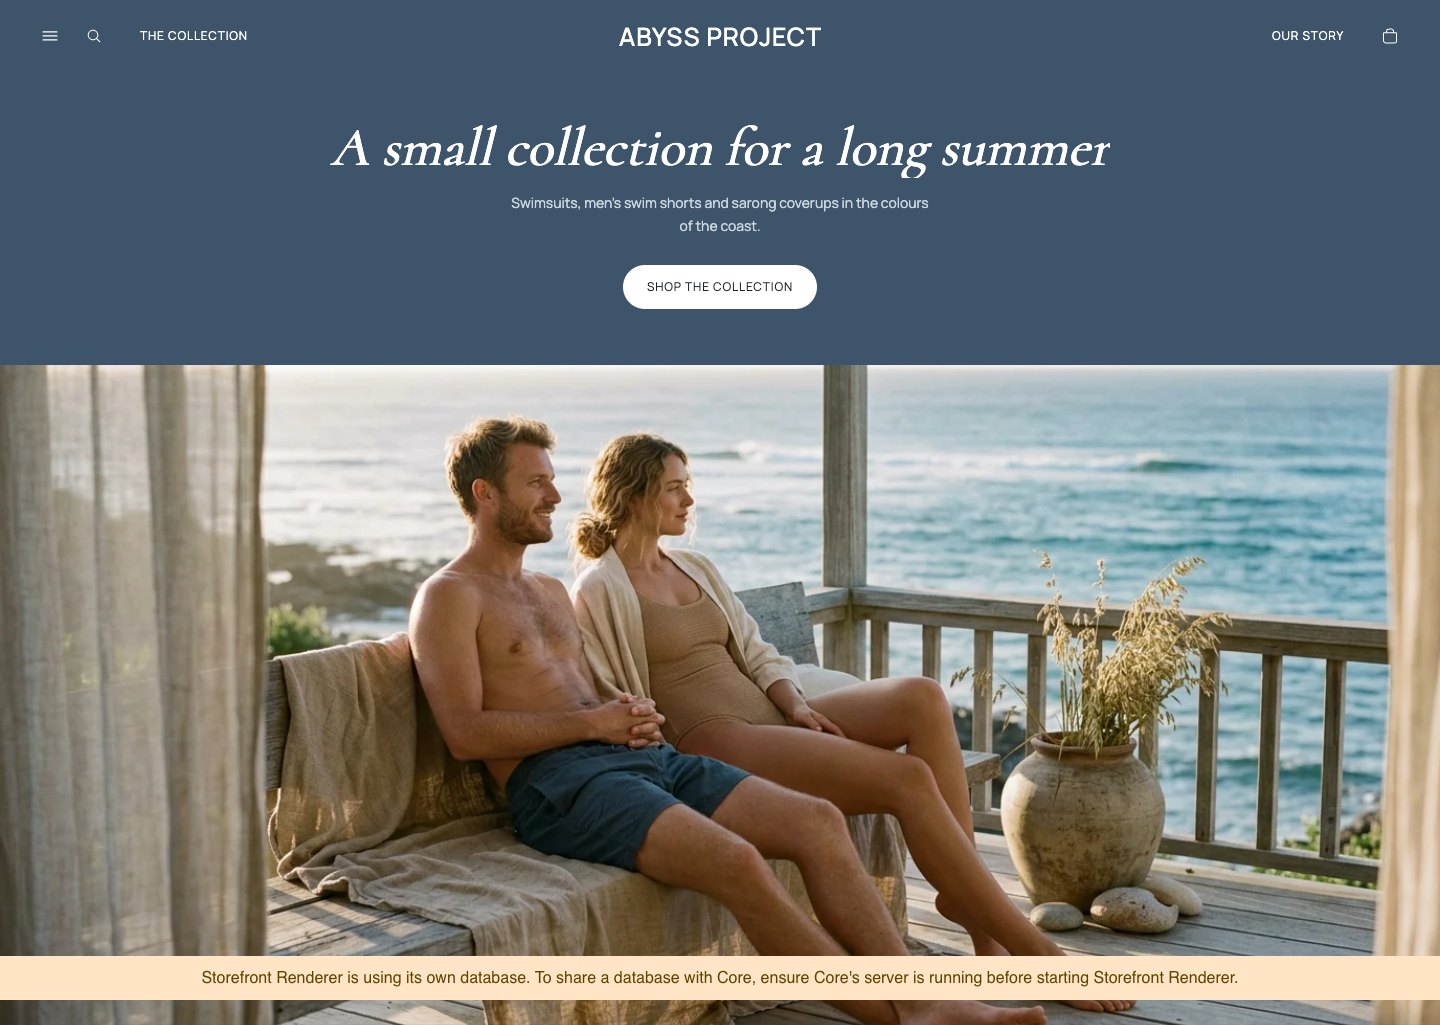 THE COLLECTION
ABYSS PROJECT
OUR STORY
A small collection for a long summer
Swimsuits, men's swim shorts and sarong coverups in the colours
of the coast.
SHOP THE COLLECTION
Storefront Renderer is using its own database. To share a database with Core, ensure Core's server is running before starting Storefront Renderer.